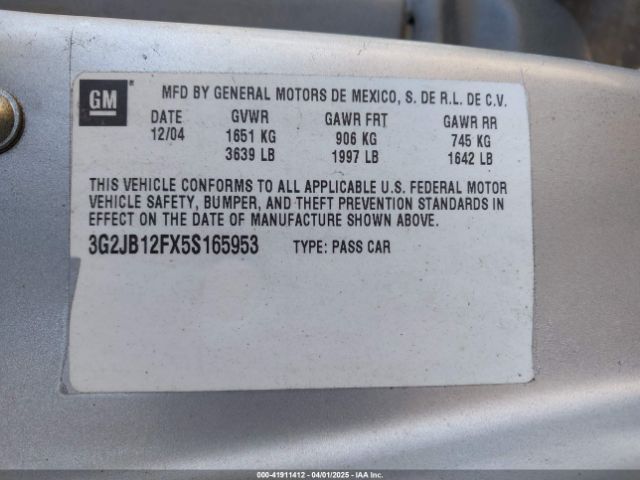 GM
MFD BY GENERAL MOTORS DE MEXICO, S. DE R.L. DE C.V.
DATE GVWR GAWR FRT GAWR RR
12/04 1651 KG 906 KG 745 KG
3639 LB 1997 LB 1642 LB
THIS VEHICLE CONFORMS TO ALL APPLICABLE U.S. FEDERAL MOTOR
VEHICLE SAFETY, BUMPER, AND THEFT PREVENTION STANDARDS IN
EFFECT ON THE DATE OF MANUFACTURE SHOWN ABOVE.
3G2JB12FX5S165953 TYPE: PASS CAR
000-41911412 - 04/01/2025 - IAA Inc.